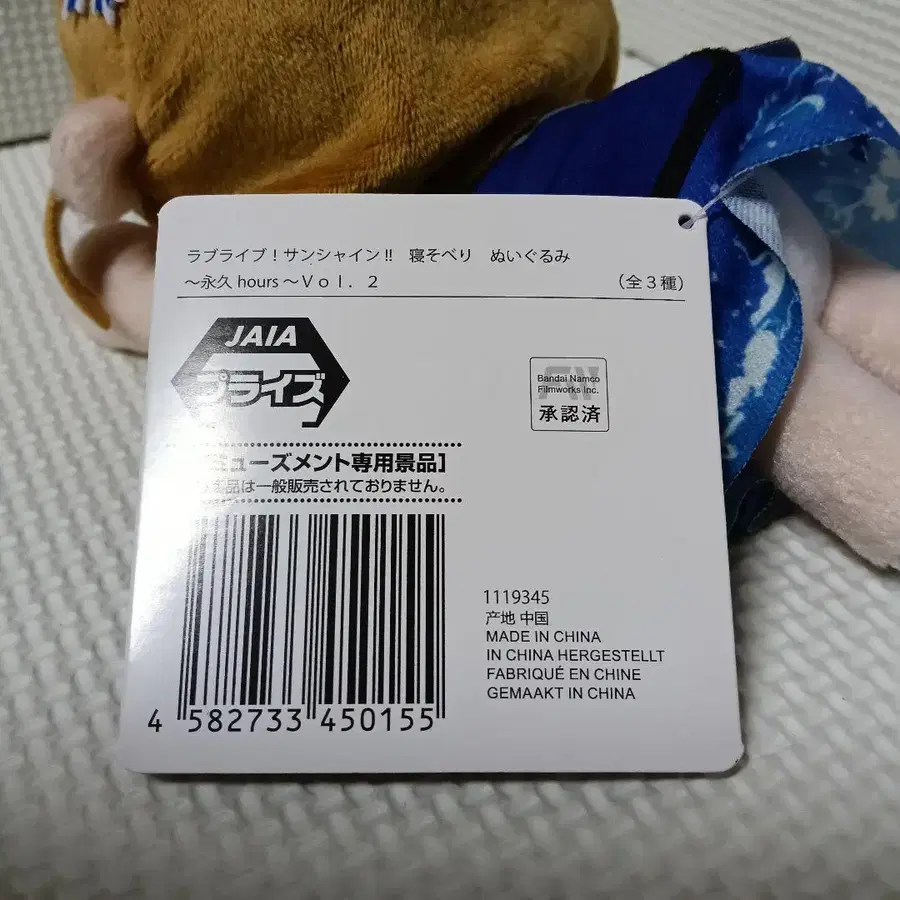 ラブライブ！サンシャイン!!　寝そべり　ぬいぐるみ
～永久 hours ～Ｖｏｌ．２　（全３種）
JAIA
プライズ
Bandai Namco
Filmworks Inc.
承認済
ミューズメント専用景品］
品は一般販売されておりません。
4 582733 450155
1119345
产地 中国
MADE IN CHINA
IN CHINA HERGESTELLT
FABRIQUÉ EN CHINE
GEMAAKT IN CHINA